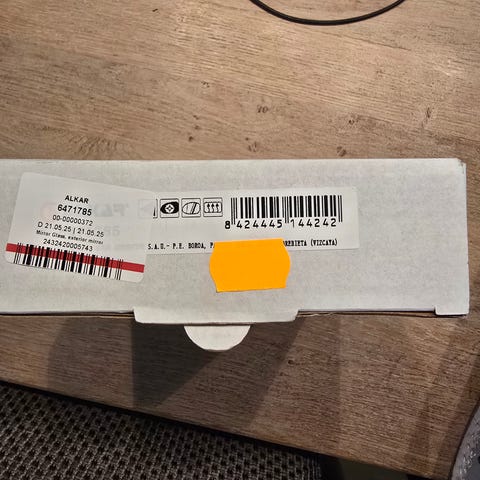 ALKAR
6471785
00-00000372
D 21.05.25 | 21.05.25
Mirror Glass, exterior mirror
2432420005743
8 424445 144242
S.A.U.- P.E. BOROA, P
(VIZCAYA)